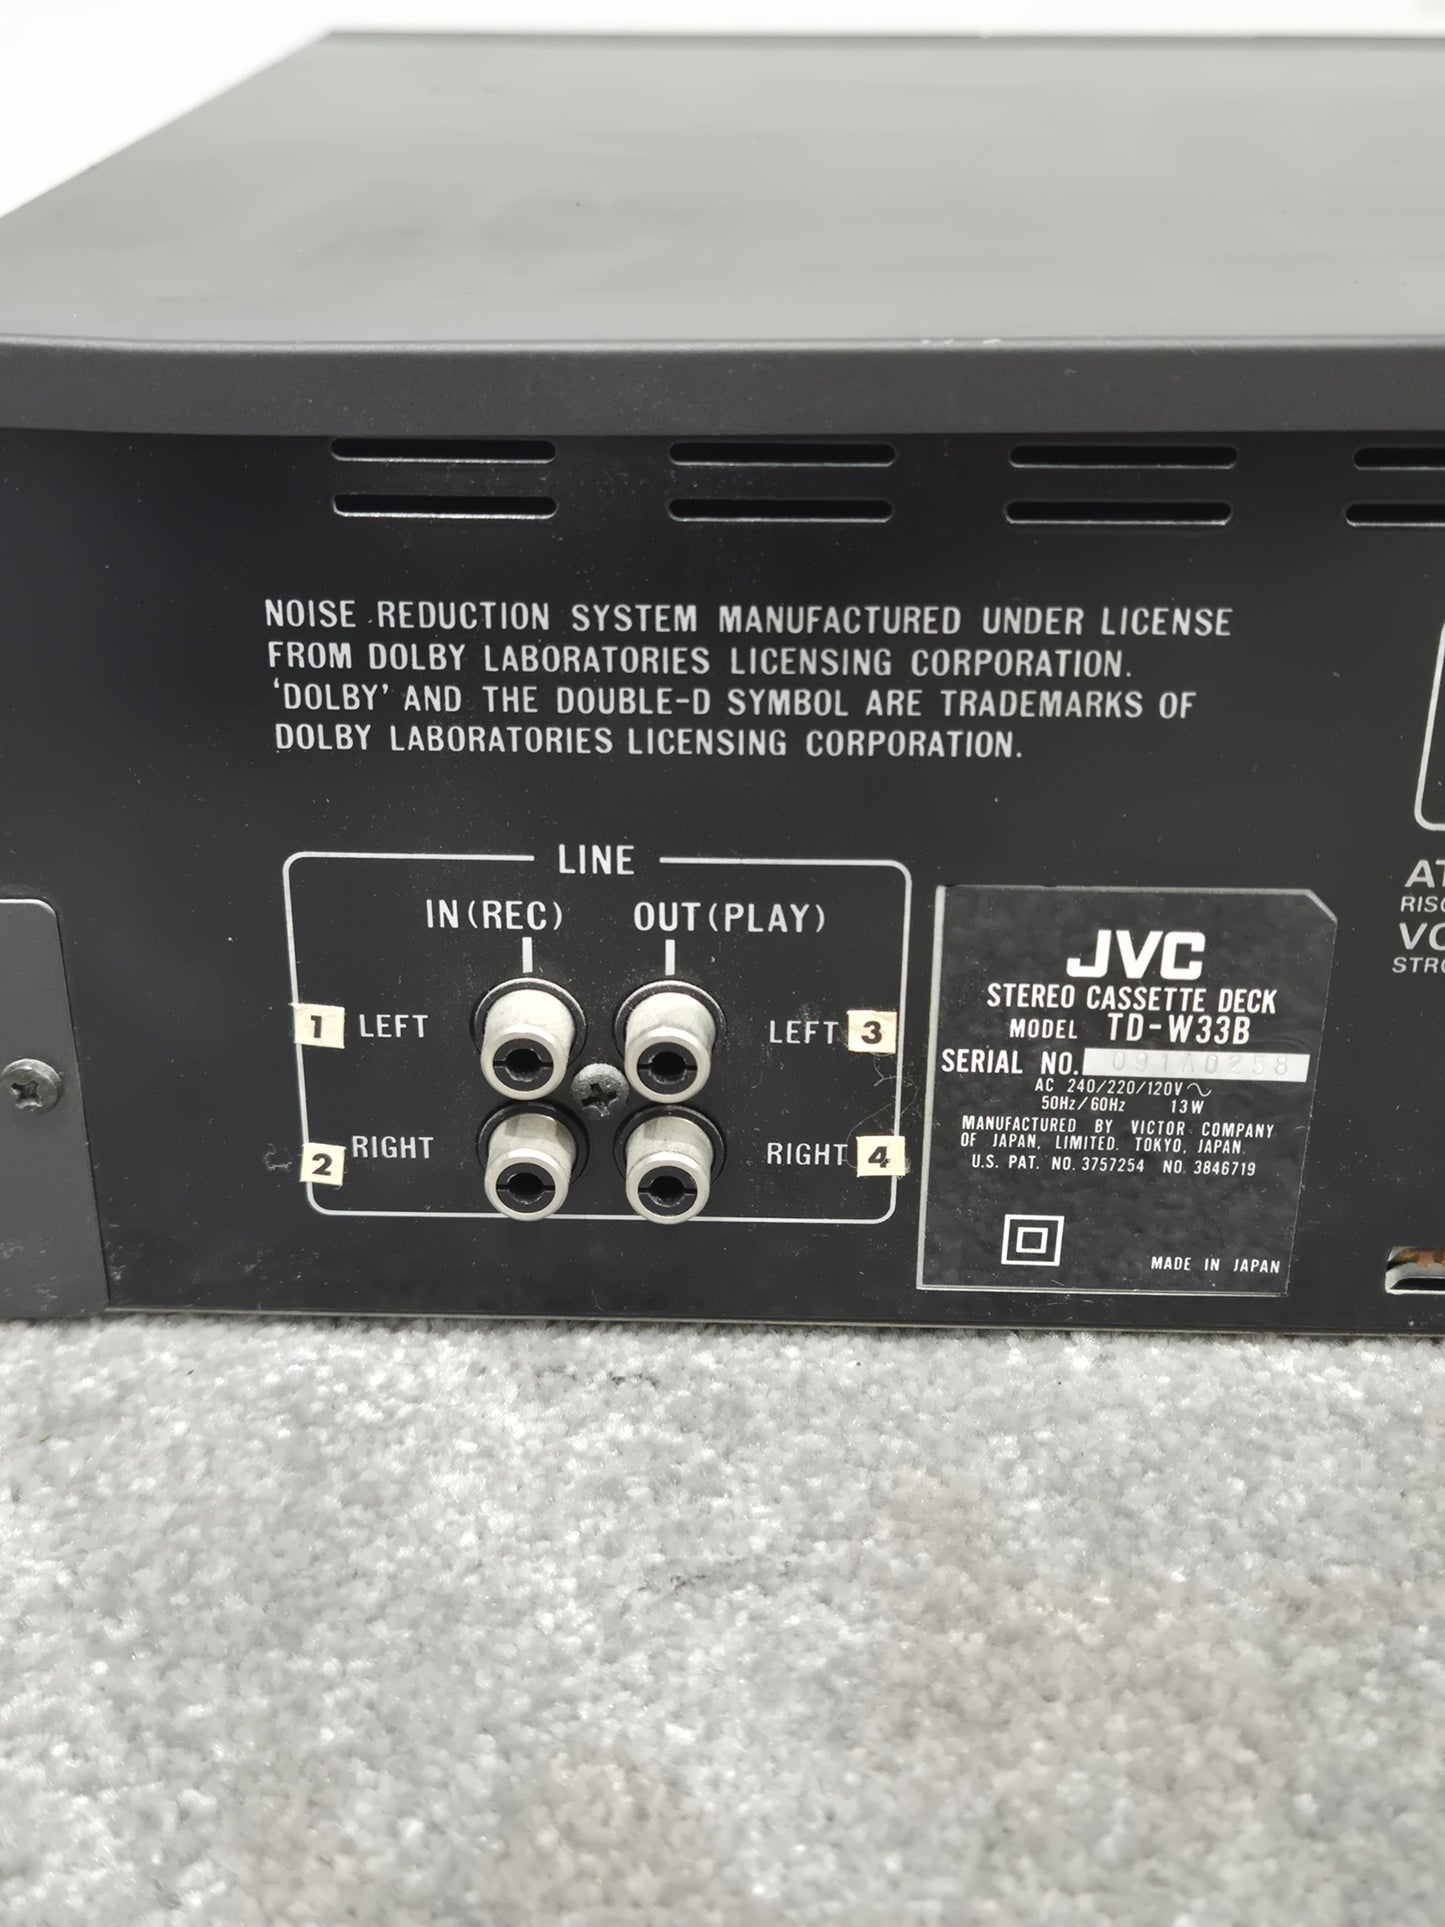 NOISE REDUCTION SYSTEM MANUFACTURED UNDER LICENSE
FROM DOLBY LABORATORIES LICENSING CORPORATION.
'DOLBY' AND THE DOUBLE-D SYMBOL ARE TRADEMARKS OF
DOLBY LABORATORIES LICENSING CORPORATION.
LINE
IN (REC) OUT (PLAY)
1 LEFT LEFT 3
2 RIGHT RIGHT 4
JVC
STEREO CASSETTE DECK
MODEL TD-W33B
SERIAL NO. 091A0258
AC 240/220/120V~
50Hz/60Hz 13W
MANUFACTURED BY VICTOR COMPANY
OF JAPAN, LIMITED. TOKYO, JAPAN.
U.S. PAT. NO. 3757254 NO. 3846719
MADE IN JAPAN